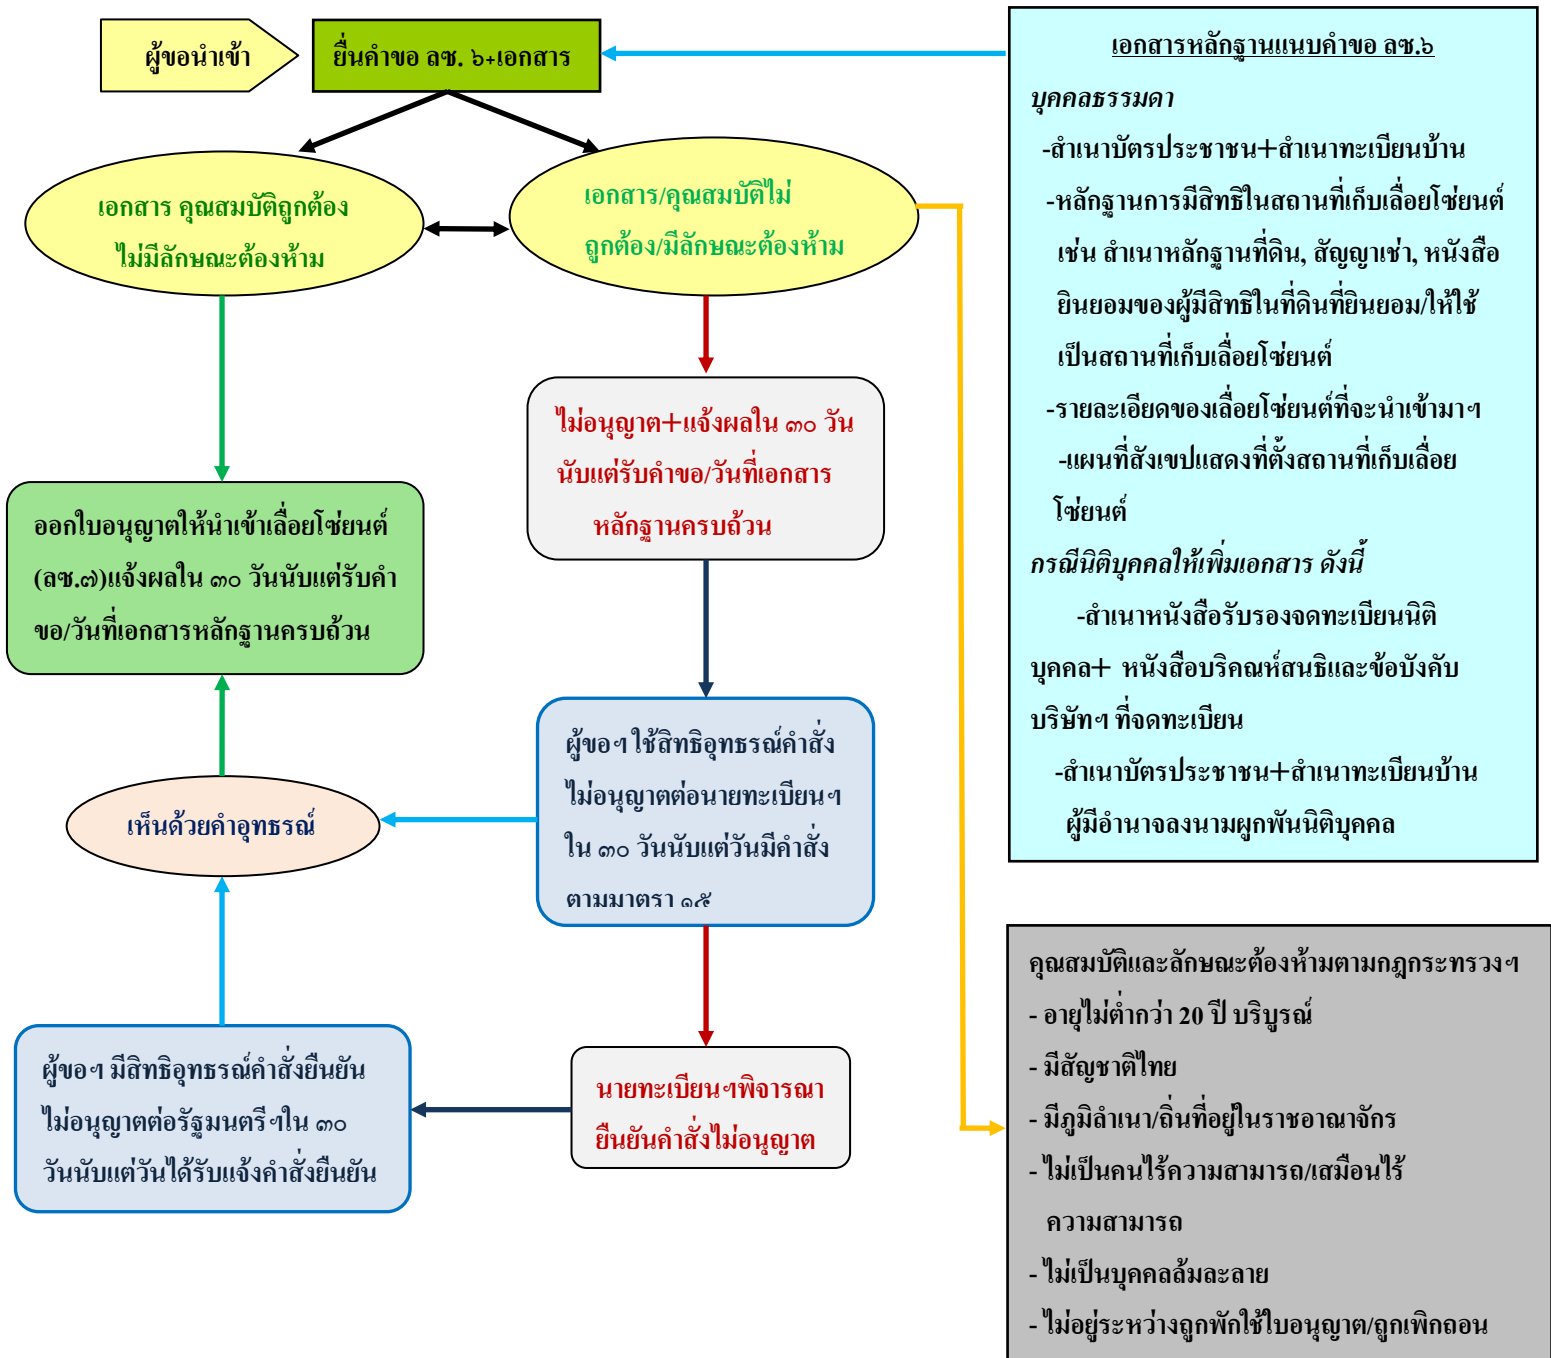 ผู้ขอนำเข้า
ยื่นคำขอ ลซ. ๖+เอกสาร
เอกสาร คุณสมบัติถูกต้อง
ไม่มีลักษณะต้องห้าม
เอกสาร/คุณสมบัติไม่
ถูกต้อง/มีลักษณะต้องห้าม
ไม่อนุญาต+แจ้งผลใน ๓๐ วัน
นับแต่รับคำขอ/วันที่เอกสาร
หลักฐานครบถ้วน
ออกใบอนุญาตให้นำเข้าเลื่อยโซ่ยนต์
(ลซ.๗)แจ้งผลใน ๓๐ วันนับแต่รับคำ
ขอ/วันที่เอกสารหลักฐานครบถ้วน
ผู้ขอฯ ใช้สิทธิอุทธรณ์คำสั่ง
ไม่อนุญาตต่อนายทะเบียนฯ
ใน ๓๐ วันนับแต่วันมีคำสั่ง
ตามมาตรา ๑๕
เห็นด้วยคำอุทธรณ์
ผู้ขอฯ มีสิทธิอุทธรณ์คำสั่งยืนยัน
ไม่อนุญาตต่อรัฐมนตรีฯใน ๓๐
วันนับแต่วันได้รับแจ้งคำสั่งยืนยัน
นายทะเบียนฯพิจารณา
ยืนยันคำสั่งไม่อนุญาต
เอกสารหลักฐานแนบคำขอ ลซ.๖
บุคคลธรรมดา
-สำเนาบัตรประชาชน+สำเนาทะเบียนบ้าน
-หลักฐานการมีสิทธิในสถานที่เก็บเลื่อยโซ่ยนต์
เช่น สำเนาหลักฐานที่ดิน, สัญญาเช่า, หนังสือ
ยินยอมของผู้มีสิทธิในที่ดินที่ยินยอม/ให้ใช้
เป็นสถานที่เก็บเลื่อยโซ่ยนต์
-รายละเอียดของเลื่อยโซ่ยนต์ที่จะนำเข้ามาฯ
-แผนที่สังเขปแสดงที่ตั้งสถานที่เก็บเลื่อย
โซ่ยนต์
กรณีนิติบุคคลให้เพิ่มเอกสาร ดังนี้
-สำเนาหนังสือรับรองจดทะเบียนนิติ
บุคคล+ หนังสือบริคณห์สนธิและข้อบังคับ
บริษัทฯ ที่จดทะเบียน
-สำเนาบัตรประชาชน+สำเนาทะเบียนบ้าน
ผู้มีอำนาจลงนามผูกพันนิติบุคคล
คุณสมบัติและลักษณะต้องห้ามตามกฎกระทรวงฯ
- อายุไม่ต่ำกว่า 20 ปี บริบูรณ์
- มีสัญชาติไทย
- มีภูมิลำเนา/ถิ่นที่อยู่ในราชอาณาจักร
- ไม่เป็นคนไร้ความสามารถ/เสมือนไร้
ความสามารถ
- ไม่เป็นบุคคลล้มละลาย
- ไม่อยู่ระหว่างถูกพักใช้ใบอนุญาต/ถูกเพิกถอน